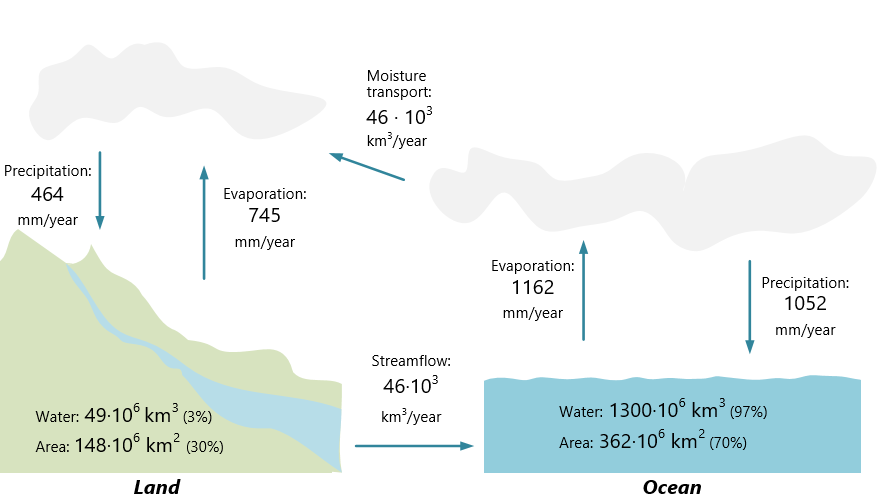 Moisture
transport:
46 · 10³
km³/year
Precipitation:
464
mm/year
Evaporation:
745
mm/year
Evaporation:
1162
mm/year
Precipitation:
1052
mm/year
Streamflow:
46·10³
km³/year
Water: 49·10⁶ km³ (3%)
Area: 148·10⁶ km² (30%)
Water: 1300·10⁶ km³ (97%)
Area: 362·10⁶ km² (70%)
Land
Ocean